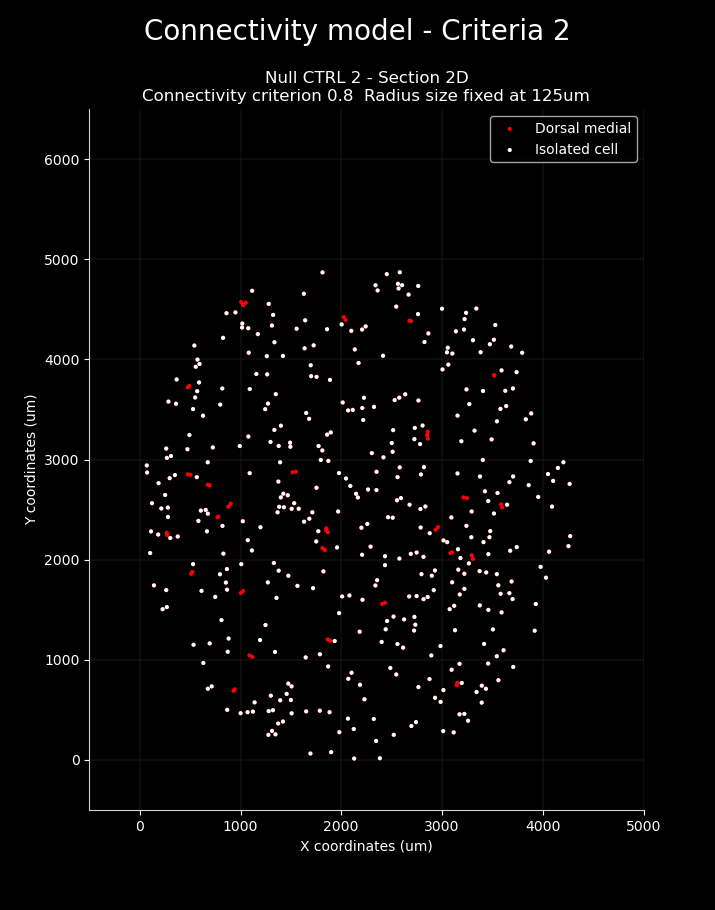 Connectivity model - Criteria 2
Null CTRL 2 - Section 2D
Connectivity criterion 0.8  Radius size fixed at 125um
Dorsal medial
Isolated cell
6000
5000
4000
3000
2000
1000
0
Y coordinates (um)
0 1000 2000 3000 4000 5000
X coordinates (um)